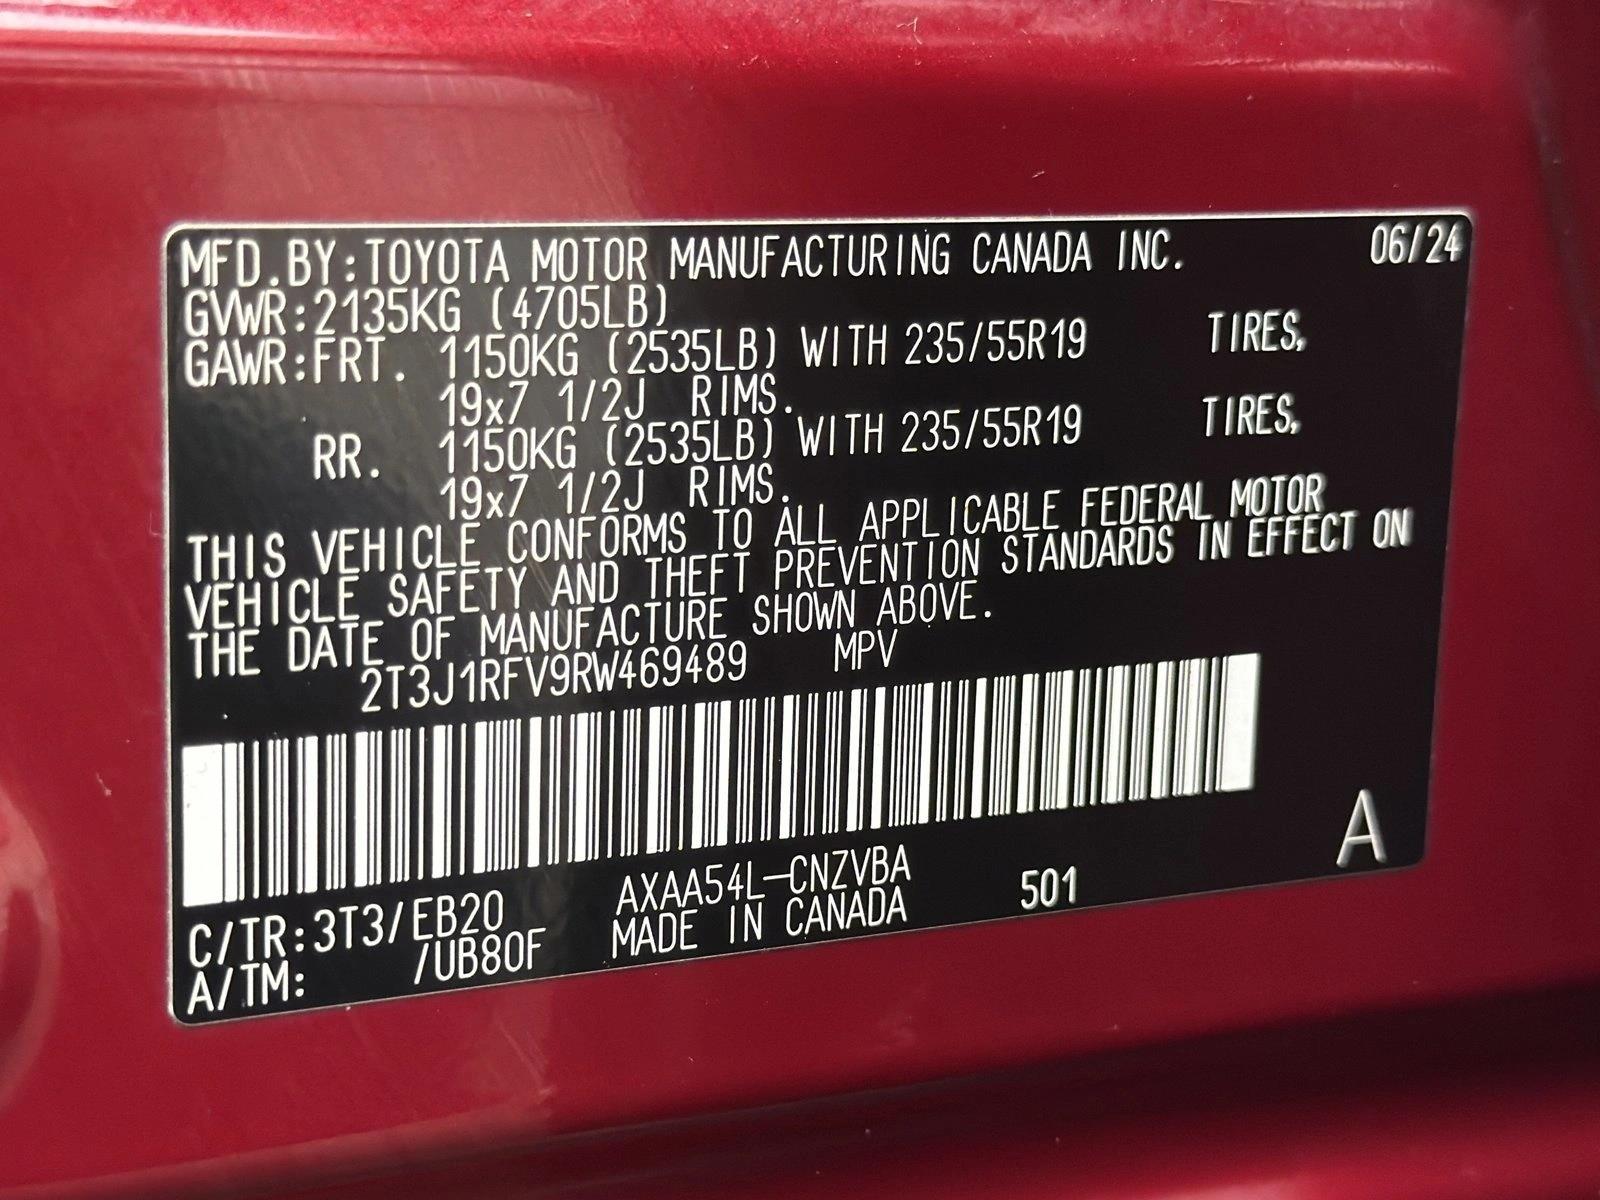 MFD.BY:TOYOTA MOTOR MANUFACTURING CANADA INC. 06/24
GVWR:2135KG (4705LB)
GAWR:FRT. 1150KG (2535LB) WITH 235/55R19 TIRES,
19x7 1/2J RIMS.
RR. 1150KG (2535LB) WITH 235/55R19 TIRES,
19x7 1/2J RIMS.
THIS VEHICLE CONFORMS TO ALL APPLICABLE FEDERAL MOTOR
VEHICLE SAFETY AND THEFT PREVENTION STANDARDS IN EFFECT ON
THE DATE OF MANUFACTURE SHOWN ABOVE.
2T3J1RFV9RW469489 MPV
A
C/TR:3T3/EB20 AXAA54L-CNZVBA 501
A/TM: /UB80F MADE IN CANADA